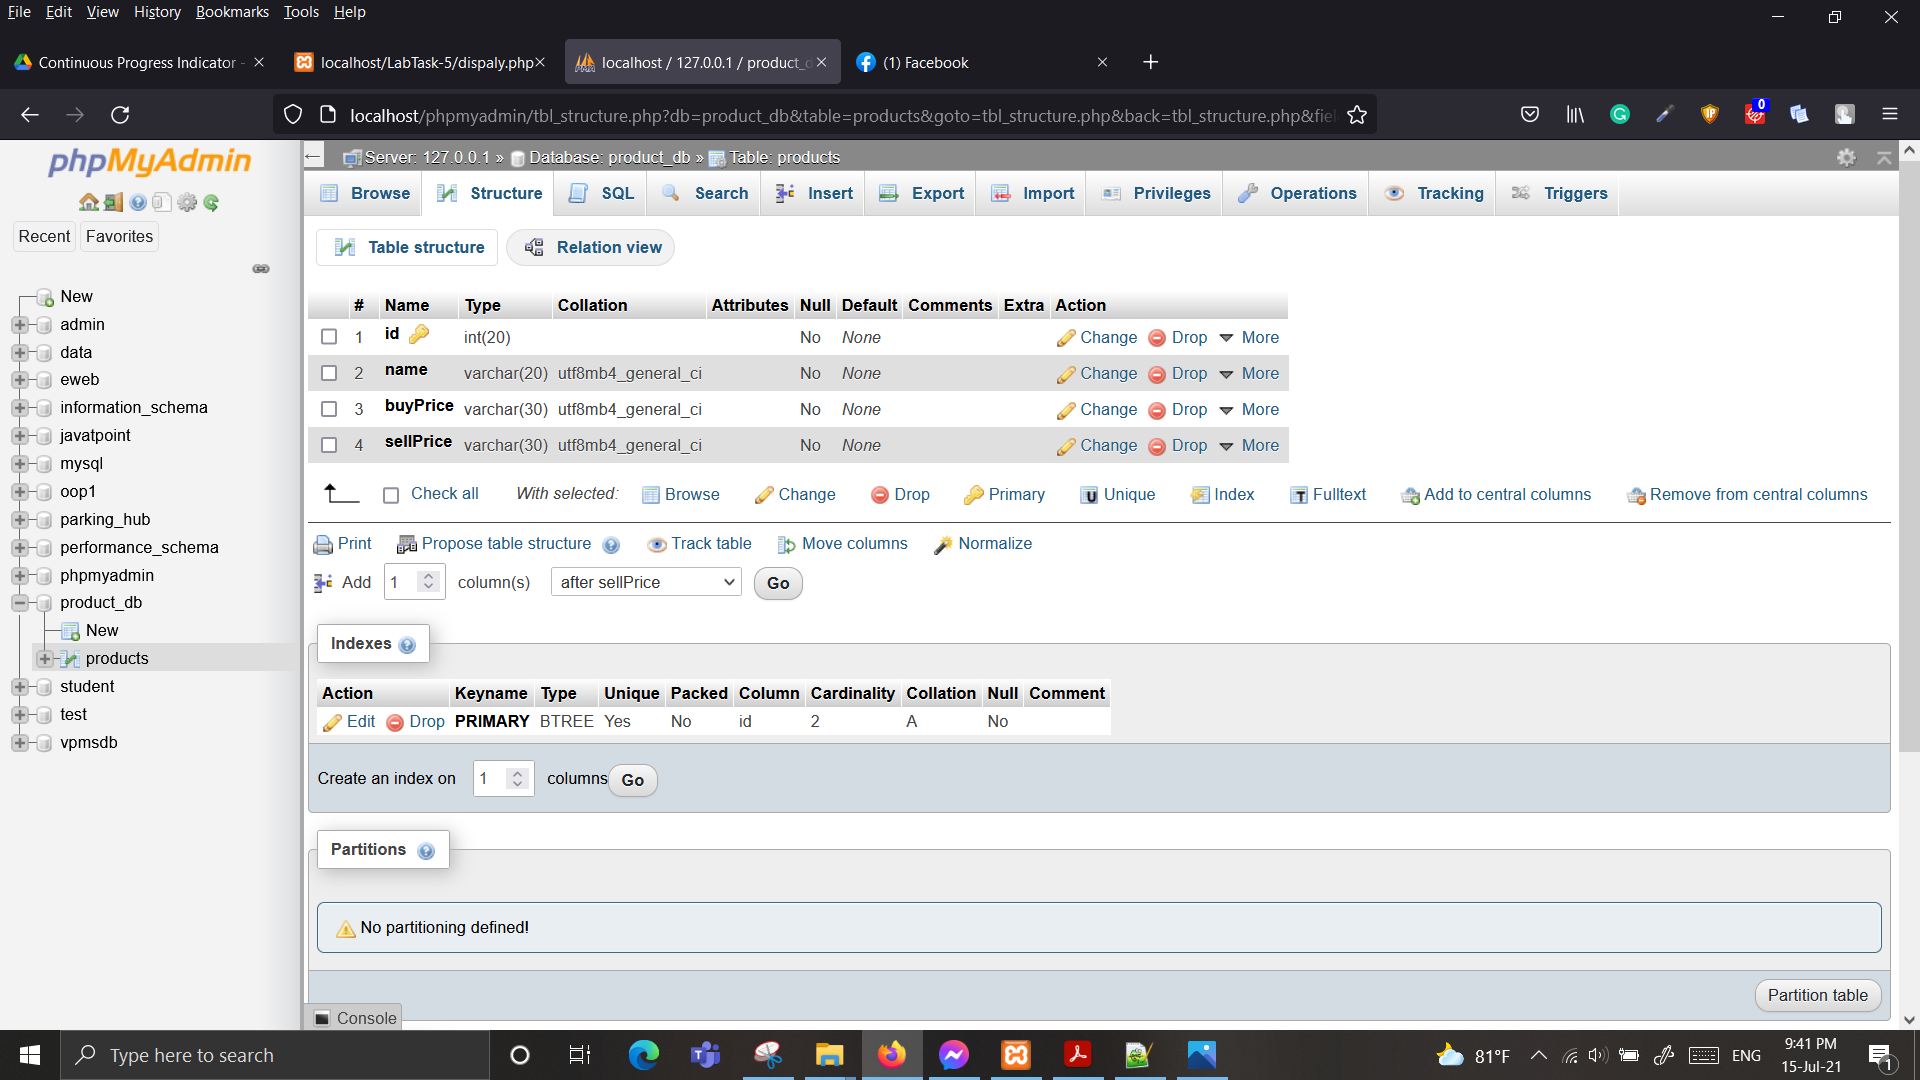 File Edit View History Bookmarks Tools Help
Continuous Progress Indicator -
localhost/LabTask-5/dispaly.php
localhost / 127.0.0.1 / product_d
(1) Facebook
localhost/phpmyadmin/tbl_structure.php?db=product_db&table=products&goto=tbl_structure.php&back=tbl_structure.php&fiel
0
phpMyAdmin
Recent Favorites
New
admin
data
eweb
information_schema
javatpoint
mysql
oop1
parking_hub
performance_schema
phpmyadmin
product_db
New
products
student
test
vpmsdb
Server: 127.0.0.1 » Database: product_db » Table: products
Browse Structure SQL Search Insert Export Import Privileges Operations Tracking Triggers
Table structure Relation view
# Name Type Collation Attributes Null Default Comments Extra Action
1 id int(20) No None Change Drop More
2 name varchar(20) utf8mb4_general_ci No None Change Drop More
3 buyPrice varchar(30) utf8mb4_general_ci No None Change Drop More
4 sellPrice varchar(30) utf8mb4_general_ci No None Change Drop More
Check all With selected: Browse Change Drop Primary Unique Index Fulltext Add to central columns Remove from central columns
Print Propose table structure Track table Move columns Normalize
Add 1 column(s) after sellPrice Go
Indexes
Action Keyname Type Unique Packed Column Cardinality Collation Null Comment
Edit Drop PRIMARY BTREE Yes No id 2 A No
Create an index on 1 columns Go
Partitions
No partitioning defined!
Partition table
Console
Type here to search
81°F
ENG
9:41 PM
15-Jul-21
1